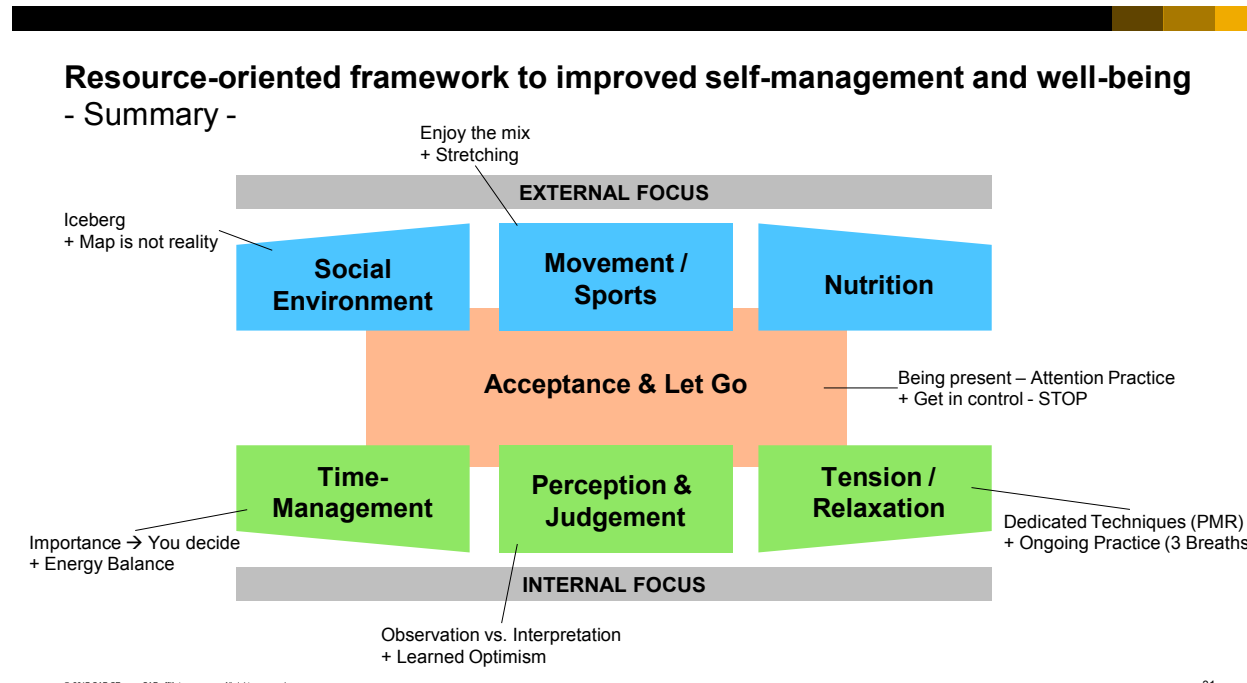 Resource-oriented framework to improved self-management and well-being
- Summary -
Enjoy the mix
+ Stretching
EXTERNAL FOCUS
Iceberg
+ Map is not reality
Social
Environment
Movement /
Sports
Nutrition
Acceptance & Let Go
Being present – Attention Practice
+ Get in control - STOP
Time-
Management
Perception &
Judgement
Tension /
Relaxation
Importance → You decide
+ Energy Balance
Dedicated Techniques (PMR)
+ Ongoing Practice (3 Breaths
INTERNAL FOCUS
Observation vs. Interpretation
+ Learned Optimism